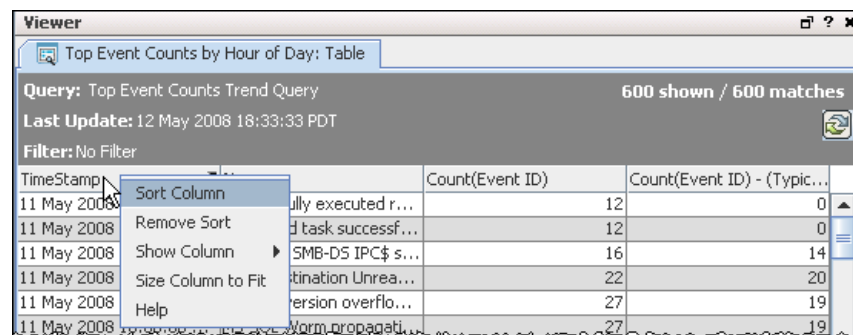 Viewer
Top Event Counts by Hour of Day: Table
Query: Top Event Counts Trend Query 600 shown / 600 matches
Last Update: 12 May 2008 18:33:33 PDT
Filter: No Filter
TimeStamp Count(Event ID) Count(Event ID) - (Typic...
Sort Column
Remove Sort
Show Column
Size Column to Fit
Help
11 May 2008 ully executed r... 12 0
11 May 2008 d task successf... 12 0
11 May 2008 SMB-DS IPC$ s... 16 14
11 May 2008 stination Unrea... 22 20
11 May 2008 version overflo... 27 19
11 May 2008 Worm propagati... 27 19